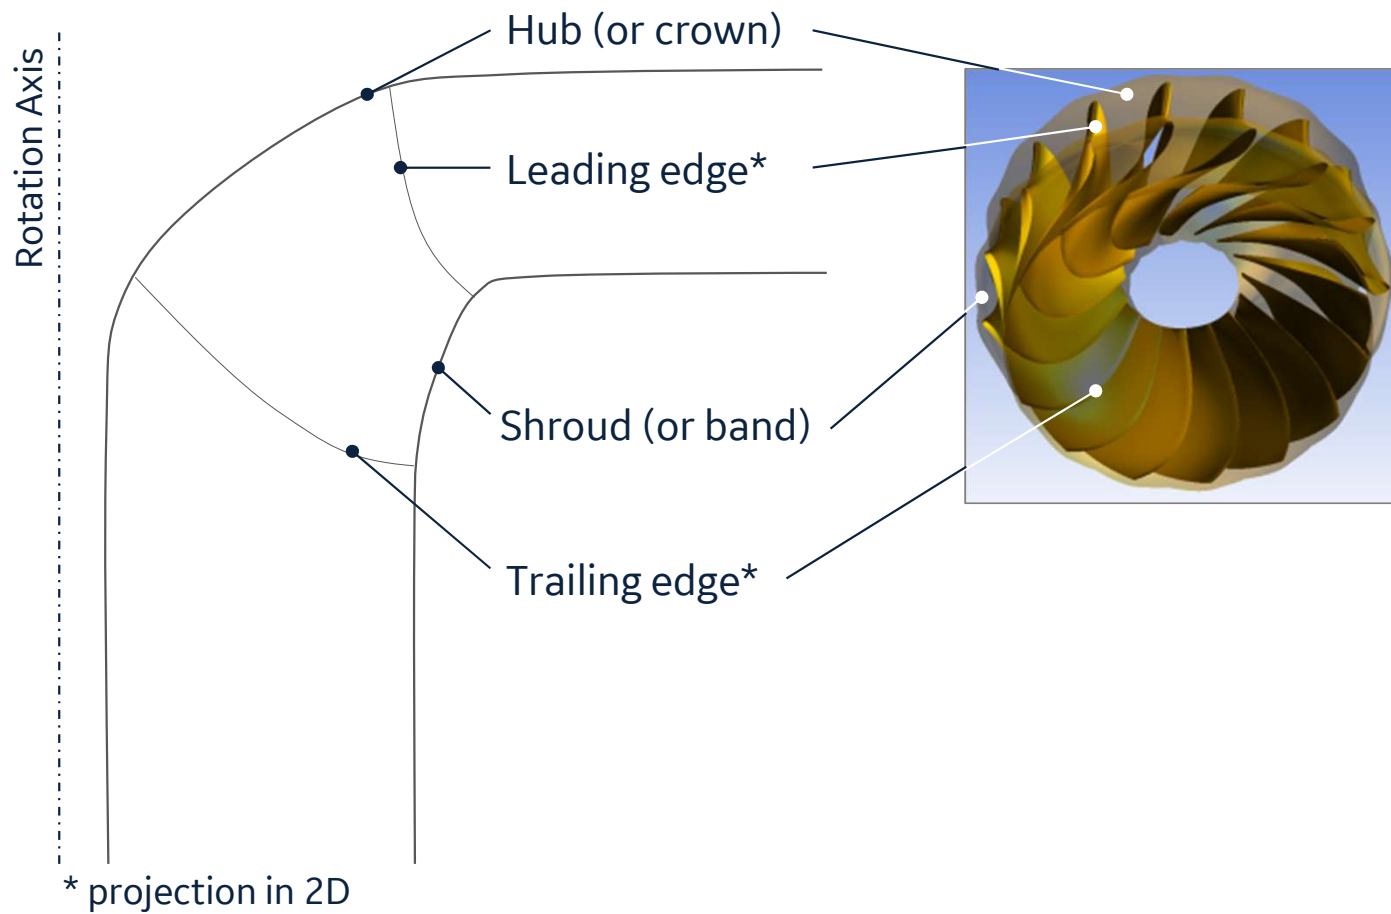 Hub (or crown)
Rotation Axis
Leading edge*
Shroud (or band)
Trailing edge*
* projection in 2D